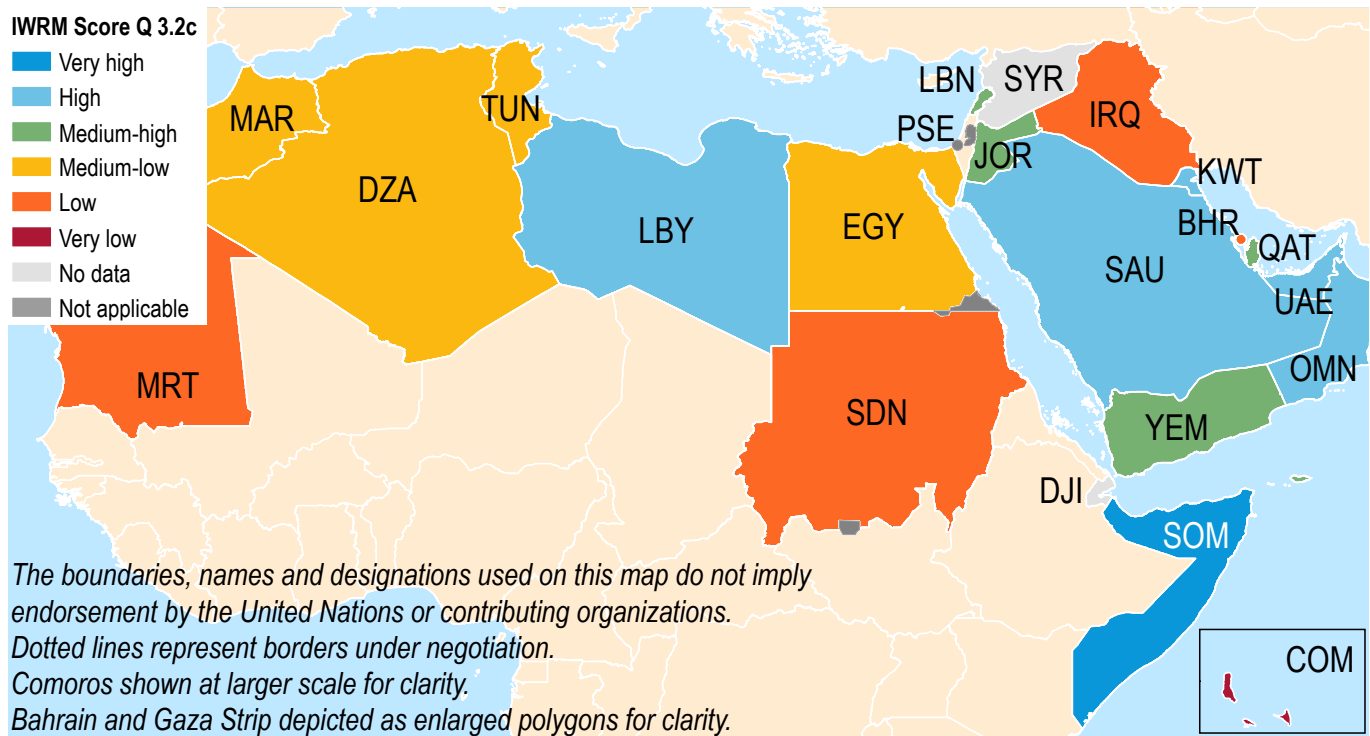 IWRM Score Q 3.2c
Very high
High
Medium-high
Medium-low
Low
Very low
No data
Not applicable
MAR
TUN
DZA
LBY
EGY
LBN
SYR
PSE
JOR
IRQ
KWT
BHR
QAT
SAU
UAE
OMN
MRT
SDN
YEM
DJI
SOM
COM
The boundaries, names and designations used on this map do not imply
endorsement by the United Nations or contributing organizations.
Dotted lines represent borders under negotiation.
Comoros shown at larger scale for clarity.
Bahrain and Gaza Strip depicted as enlarged polygons for clarity.